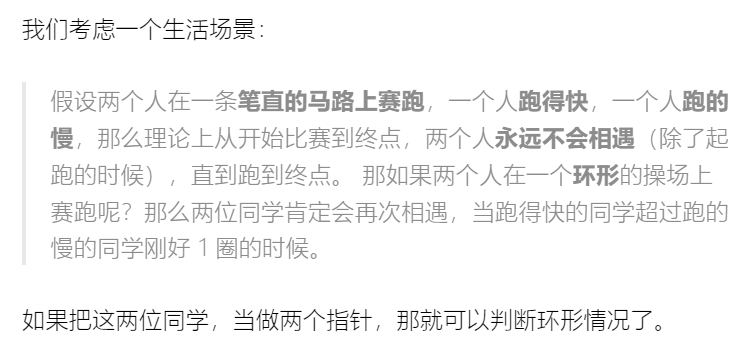 我们考虑一个生活场景：
假设两个人在一条笔直的马路上赛跑，一个人跑得快，一个人跑的
慢，那么理论上从开始比赛到终点，两个人永远不会相遇（除了起
跑的时候），直到跑到终点。 那如果两个人在一个环形的操场上
赛跑呢？那么两位同学肯定会再次相遇，当跑得快的同学超过跑的
慢的同学刚好 1 圈的时候。
如果把这两位同学，当做两个指针，那就可以判断环形情况了。